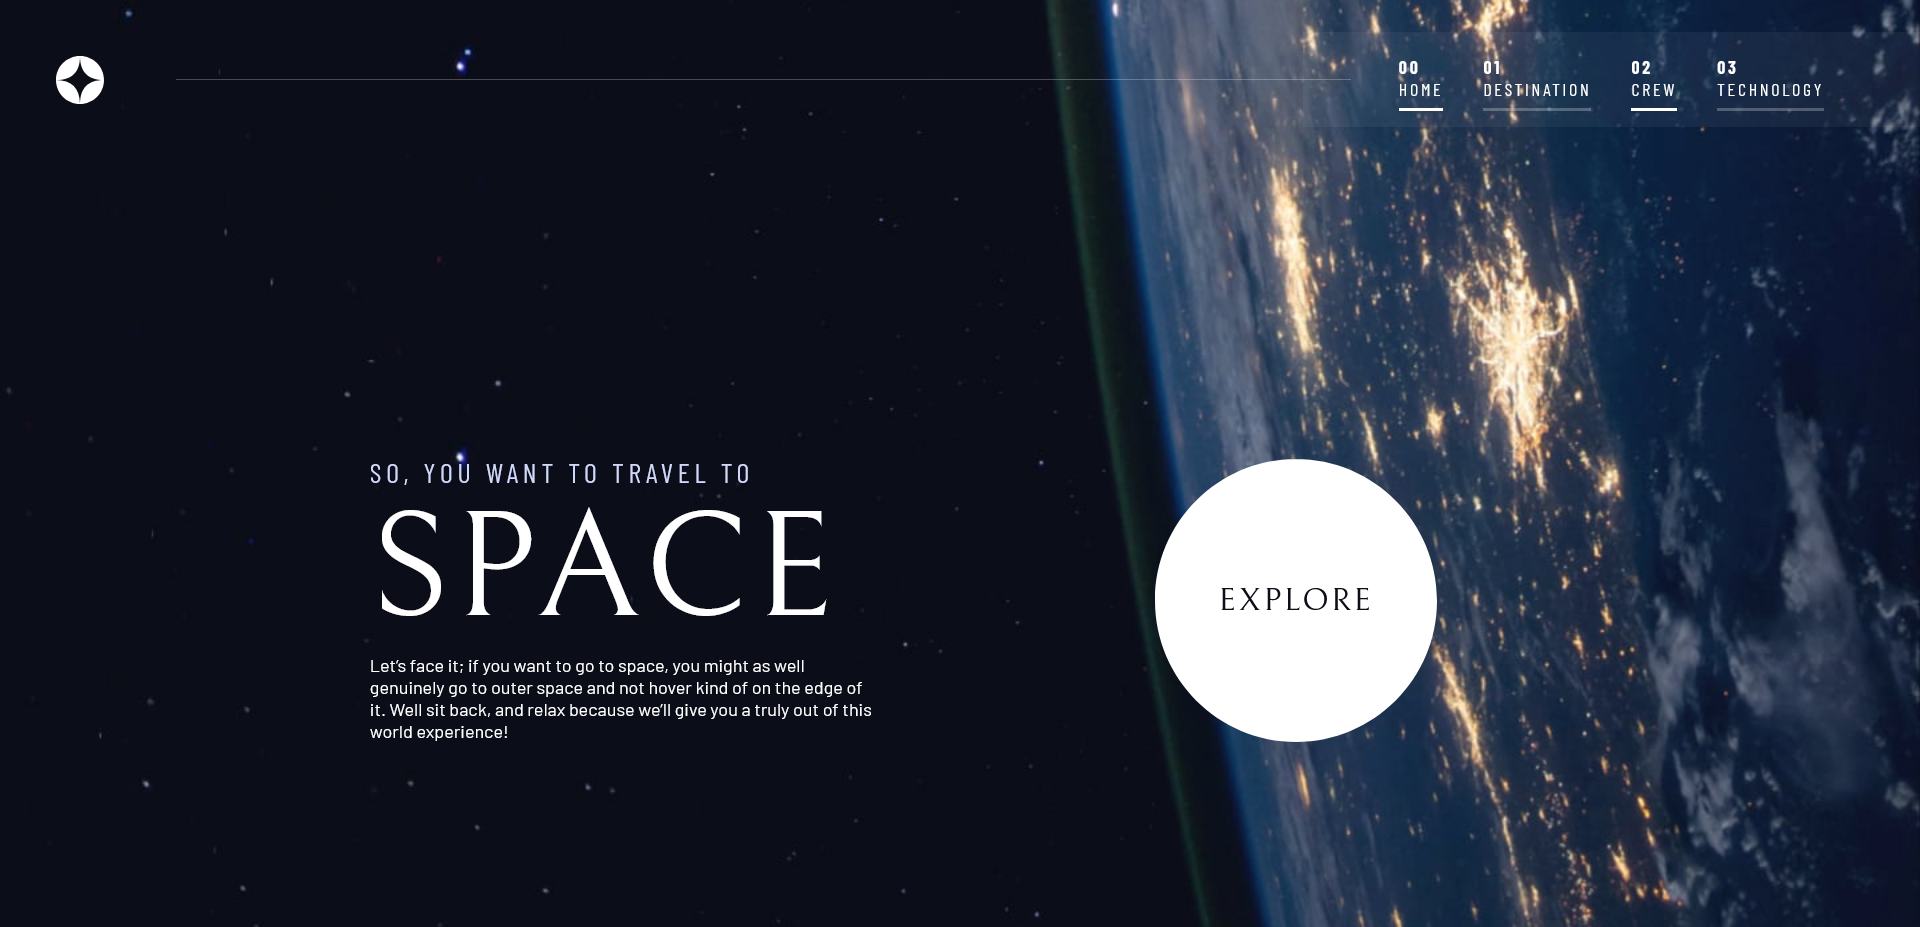 00
HOME
01
DESTINATION
02
CREW
03
TECHNOLOGY
SO, YOU WANT TO TRAVEL TO
SPACE
Let’s face it; if you want to go to space, you might as well
genuinely go to outer space and not hover kind of on the edge of
it. Well sit back, and relax because we’ll give you a truly out of this
world experience!
EXPLORE